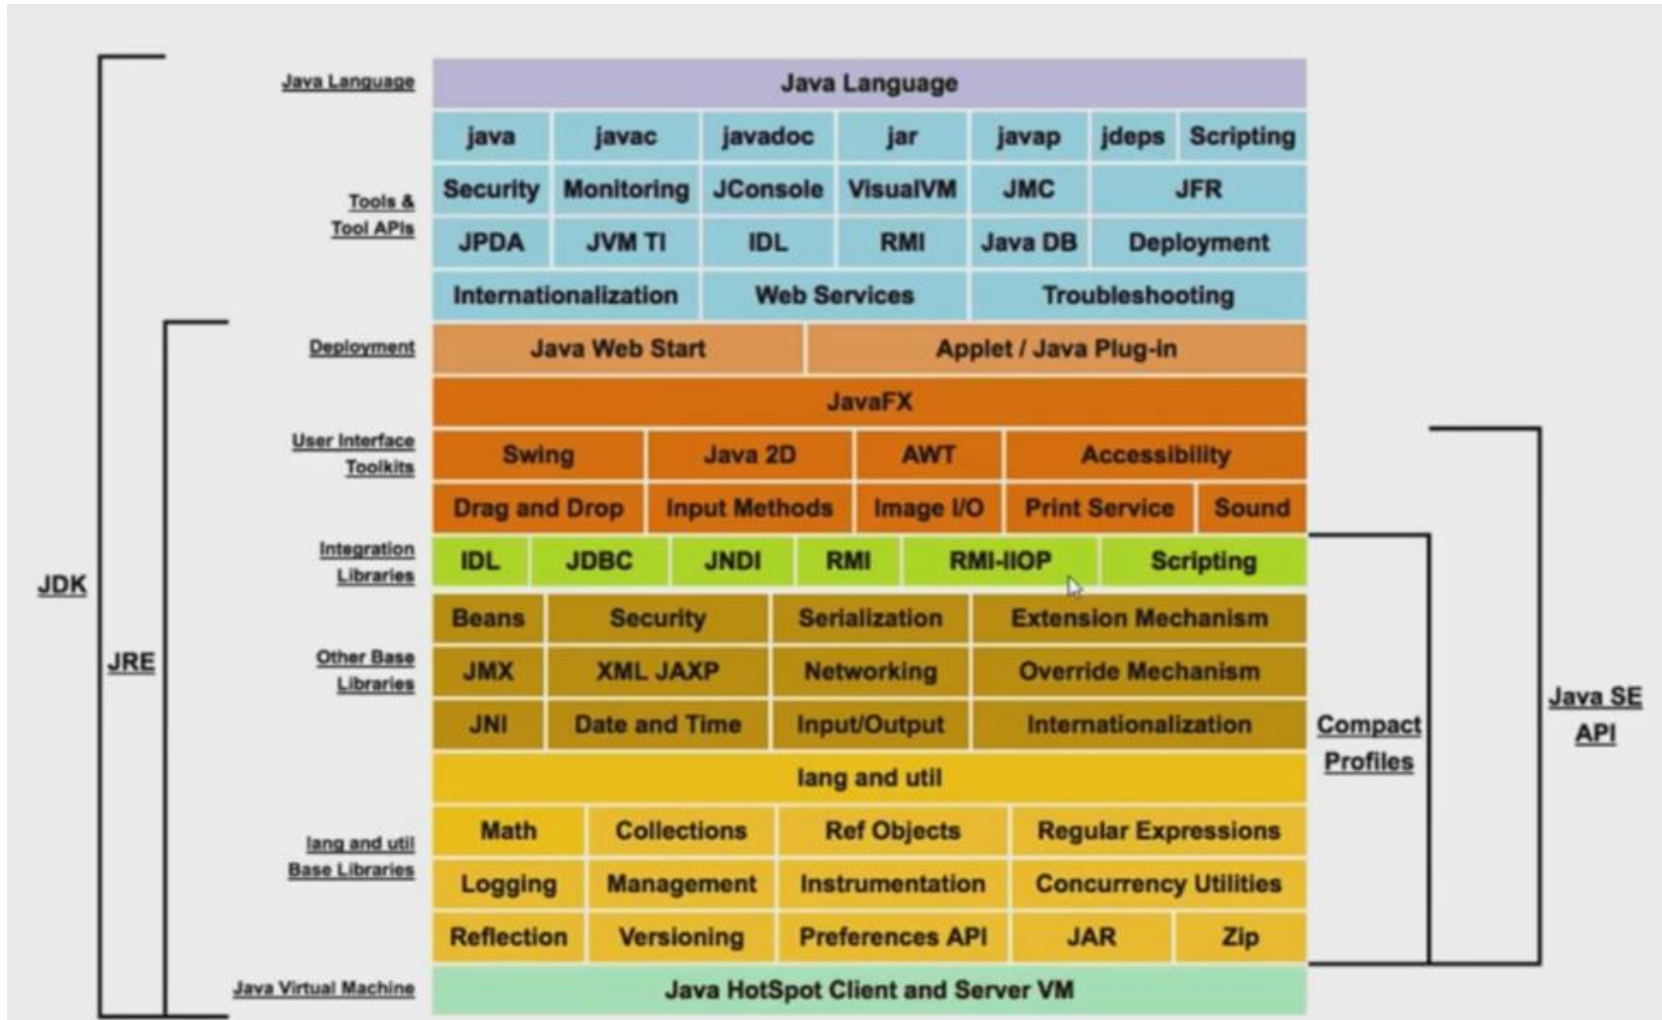 Java Language
Java Language
java javac javadoc jar javap jdeps Scripting
Tools &
Tool APIs
Security Monitoring JConsole VisualVM JMC JFR
JPDA JVM TI IDL RMI Java DB Deployment
Internationalization Web Services Troubleshooting
Deployment
Java Web Start Applet / Java Plug-in
JavaFX
User Interface
Toolkits
Swing Java 2D AWT Accessibility
Drag and Drop Input Methods Image I/O Print Service Sound
Integration
Libraries
IDL JDBC JNDI RMI RMI-IIOP Scripting
JDK
JRE
Other Base
Libraries
Beans Security Serialization Extension Mechanism
JMX XML JAXP Networking Override Mechanism
JNI Date and Time Input/Output Internationalization
Compact
Profiles
Java SE
API
lang and util
lang and util
Base Libraries
Math Collections Ref Objects Regular Expressions
Logging Management Instrumentation Concurrency Utilities
Reflection Versioning Preferences API JAR Zip
Java Virtual Machine
Java HotSpot Client and Server VM